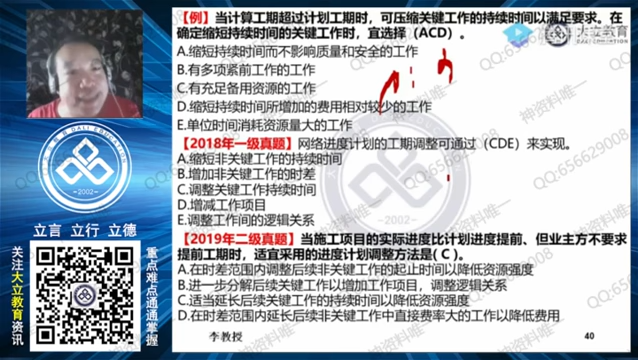 【例】当计算工期超过计划工期时，可压缩关键工作的持续时间以满足要求。在
确定缩短持续时间的关键工作时，宜选择（ACD）。
A.缩短持续时间而不影响质量和安全的工作
B.有多项紧前工作的工作
C.有充足备用资源的工作
D.缩短持续时间所增加的费用相对较少的工作
E.单位时间消耗资源量大的工作
【2018年一级真题】网络进度计划的工期调整可通过（CDE）来实现。
A.缩短非关键工作的持续时间
B.增加非关键工作的时差
C.调整关键工作持续时间
D.增减工作项目
E.调整工作间的逻辑关系
【2019年二级真题】当施工项目的实际进度比计划进度提前、但业主方不要求
提前工期时，适宜采用的进度计划调整方法是( C )。
A.在时差范围内调整后续非关键工作的起止时间以降低资源强度
B.进一步分解后续关键工作以增加工作项目，调整逻辑关系
C.适当延长后续关键工作的持续时间以降低资源强度
D.在时差范围内延长后续非关键工作中直接费率大的工作以降低费用
李教授
40
大立教育
DALI EDUCATION
2002
立言 立行 立德
关注大立教育资讯
重点难点通通掌握
QQ:656629008
神资料唯一